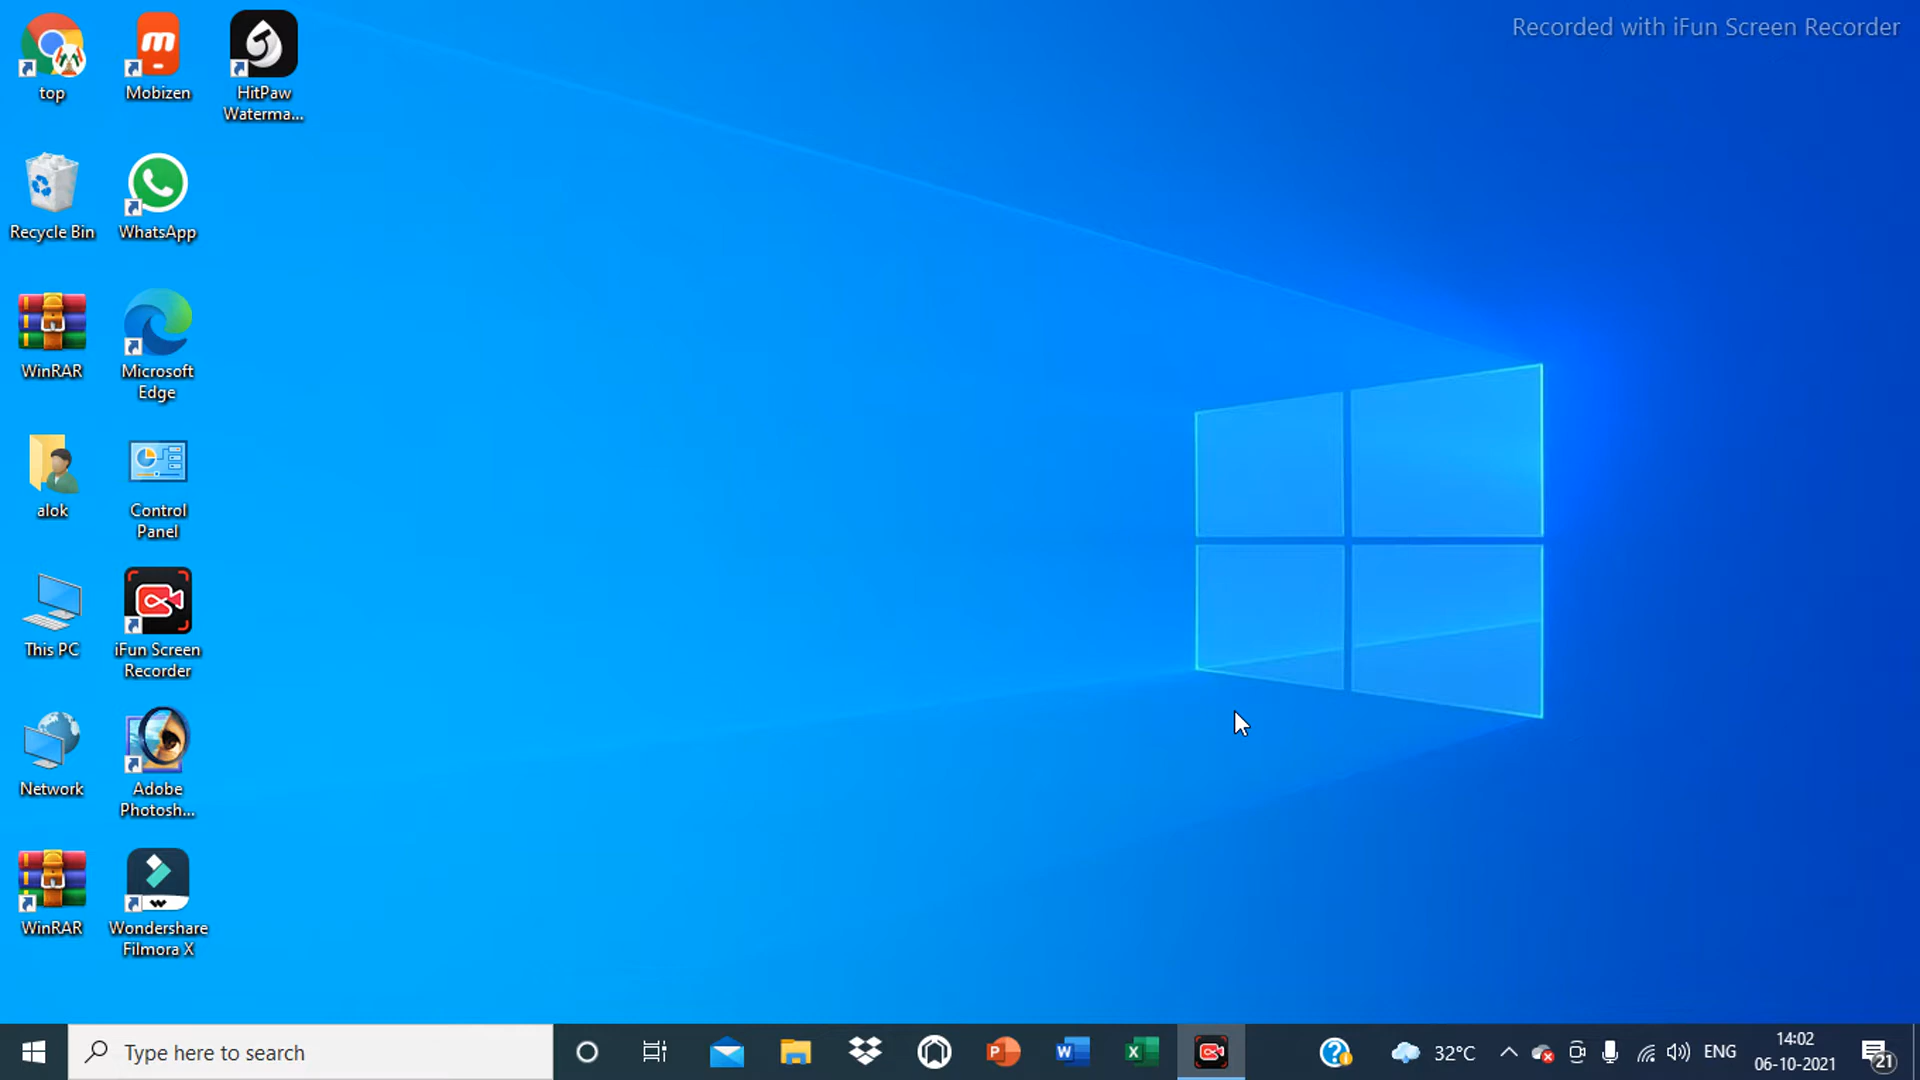 Recorded with iFun Screen Recorder
top
Mobizen
HitPaw
Waterma...
Recycle Bin
WhatsApp
WinRAR
Microsoft
Edge
alok
Control
Panel
This PC
iFun Screen
Recorder
Network
Adobe
Photosh...
WinRAR
Wondershare
Filmora X
Type here to search
32°C
ENG
14:02
06-10-2021
21